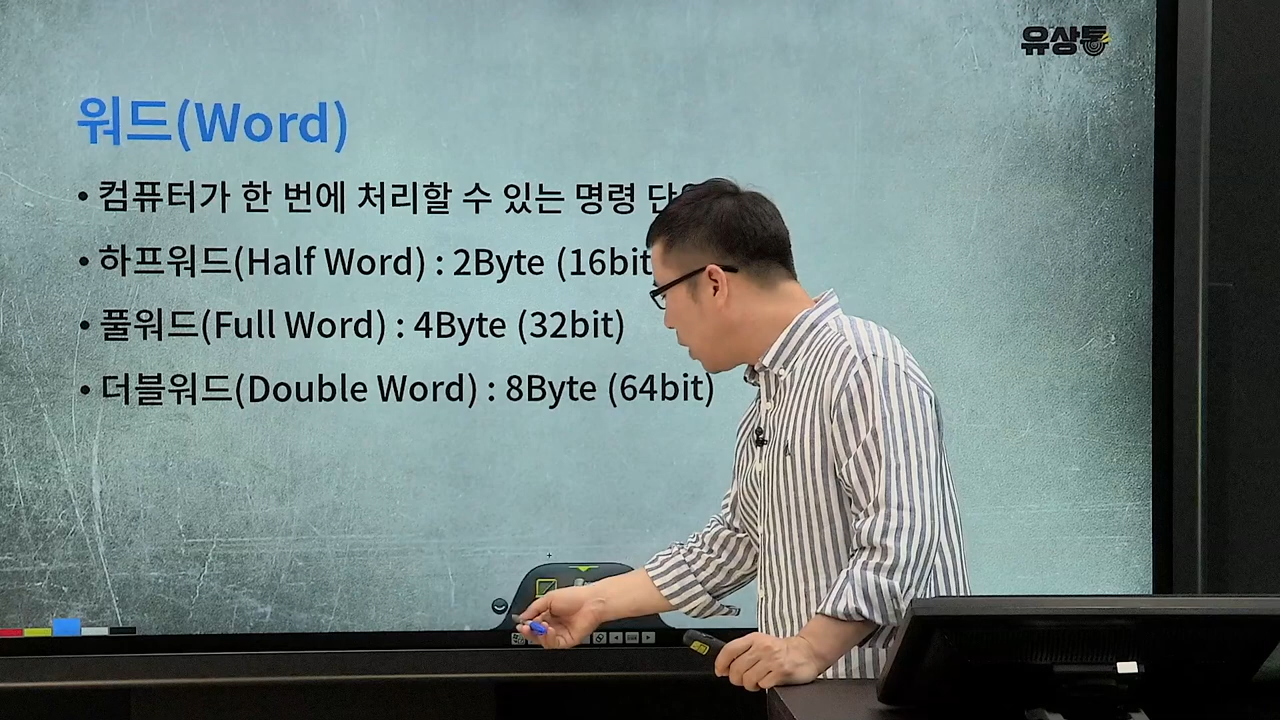 유상통
워드(Word)
• 컴퓨터가 한 번에 처리할 수 있는 명령
• 하프워드(Half Word) : 2Byte (16bit
• 풀워드(Full Word) : 4Byte (32bit)
• 더블워드(Double Word) : 8Byte (64bit)